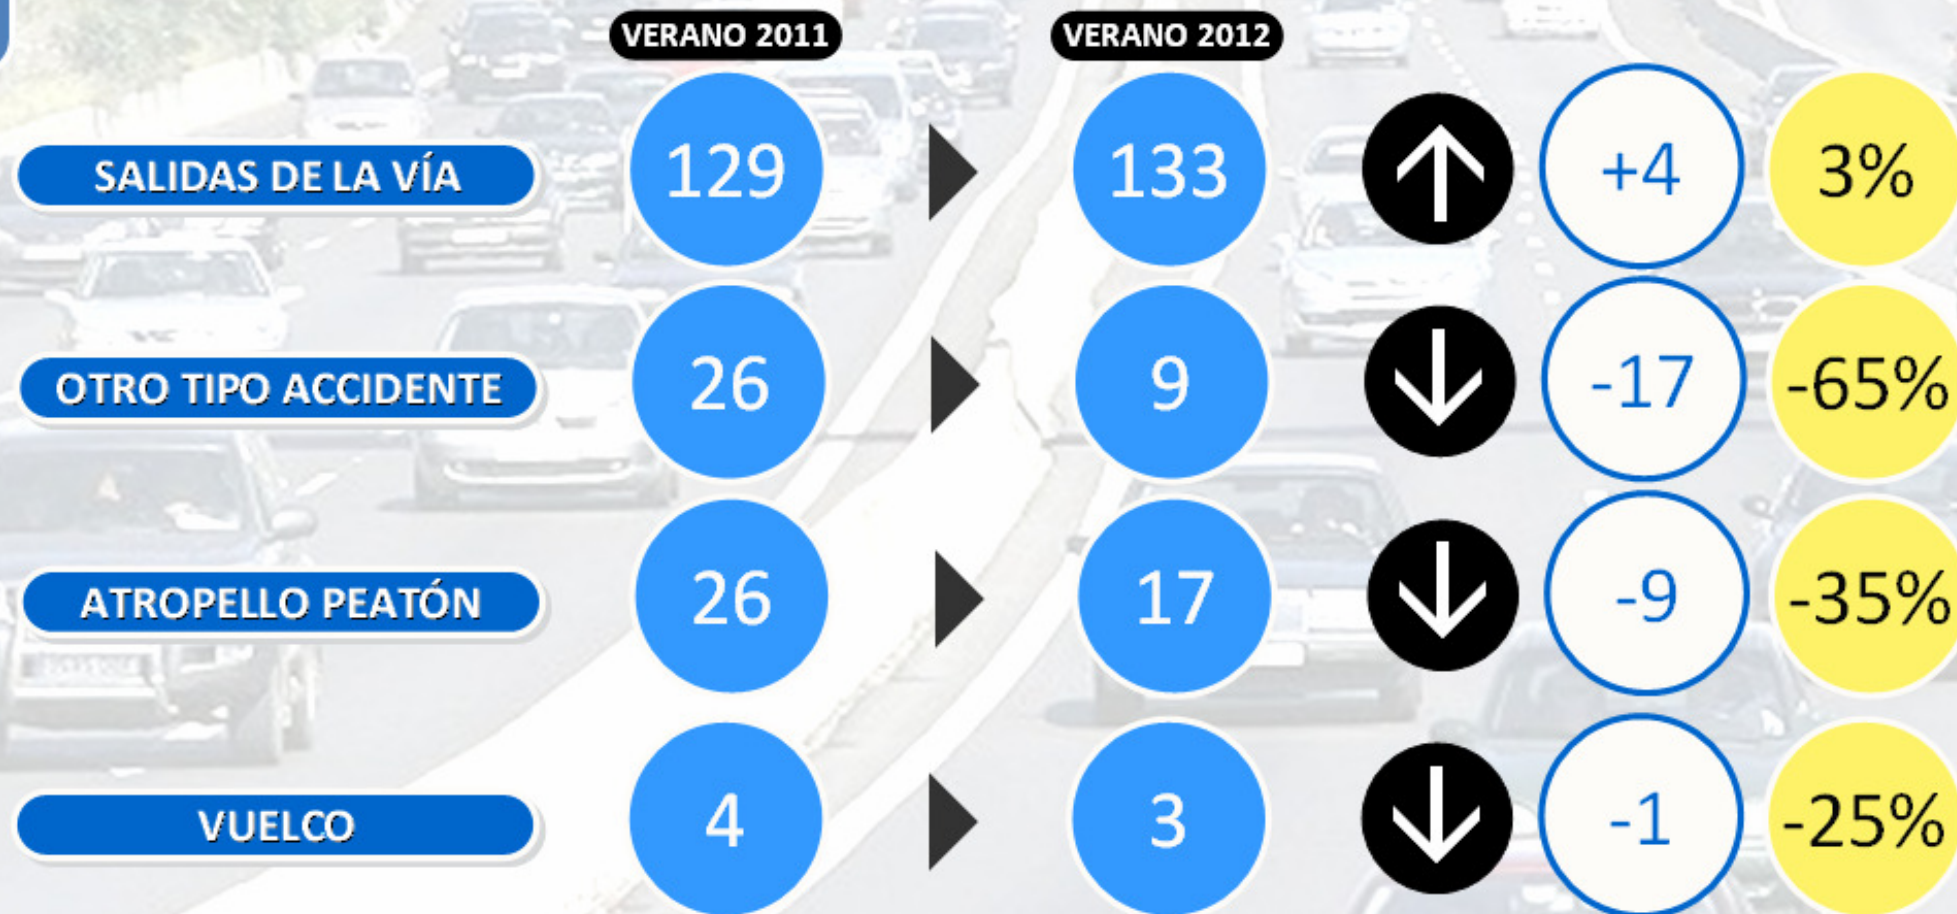 VERANO 2011 VERANO 2012
SALIDAS DE LA VÍA 129 133 +4 3%
OTRO TIPO ACCIDENTE 26 9 -17 -65%
ATROPELLO PEATÓN 26 17 -9 -35%
VUELCO 4 3 -1 -25%